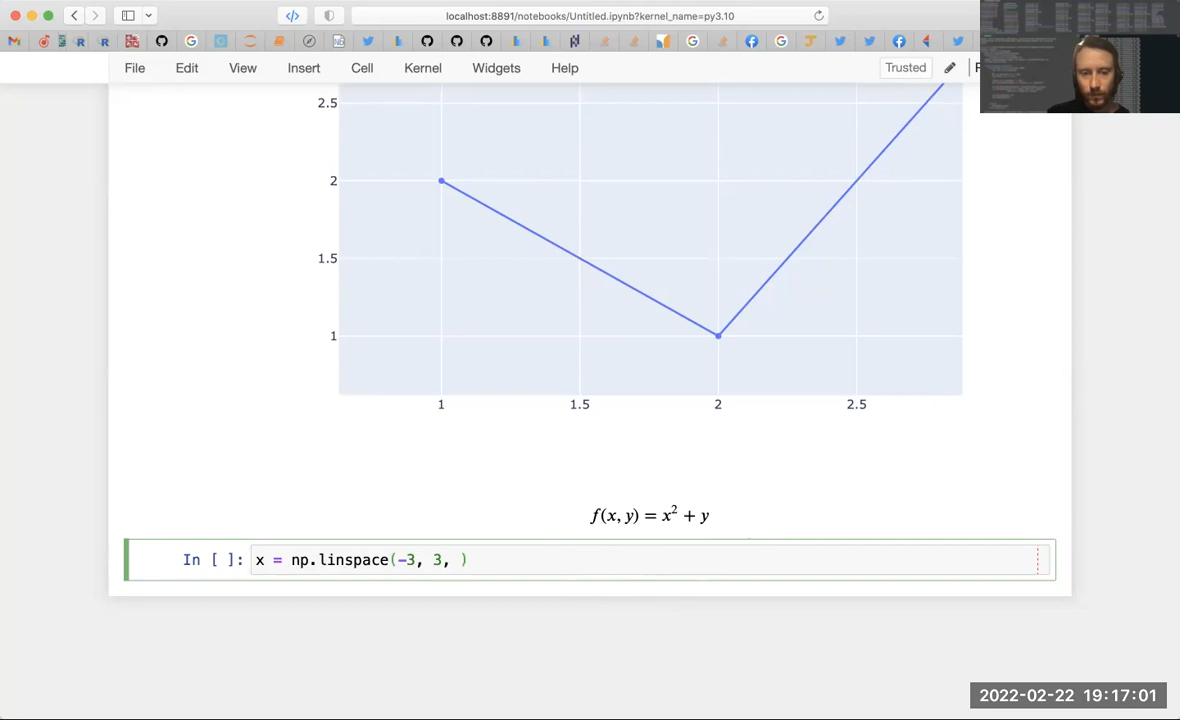 localhost:8891/notebooks/Untitled.ipynb?kernel_name=py3.10
File Edit View Insert Cell Kernel Widgets Help Trusted
2.5
2
1.5
1
1 1.5 2 2.5
f(x, y) = x² + y
In [ ]: x = np.linspace(-3, 3, )
2022-02-22 19:17:01